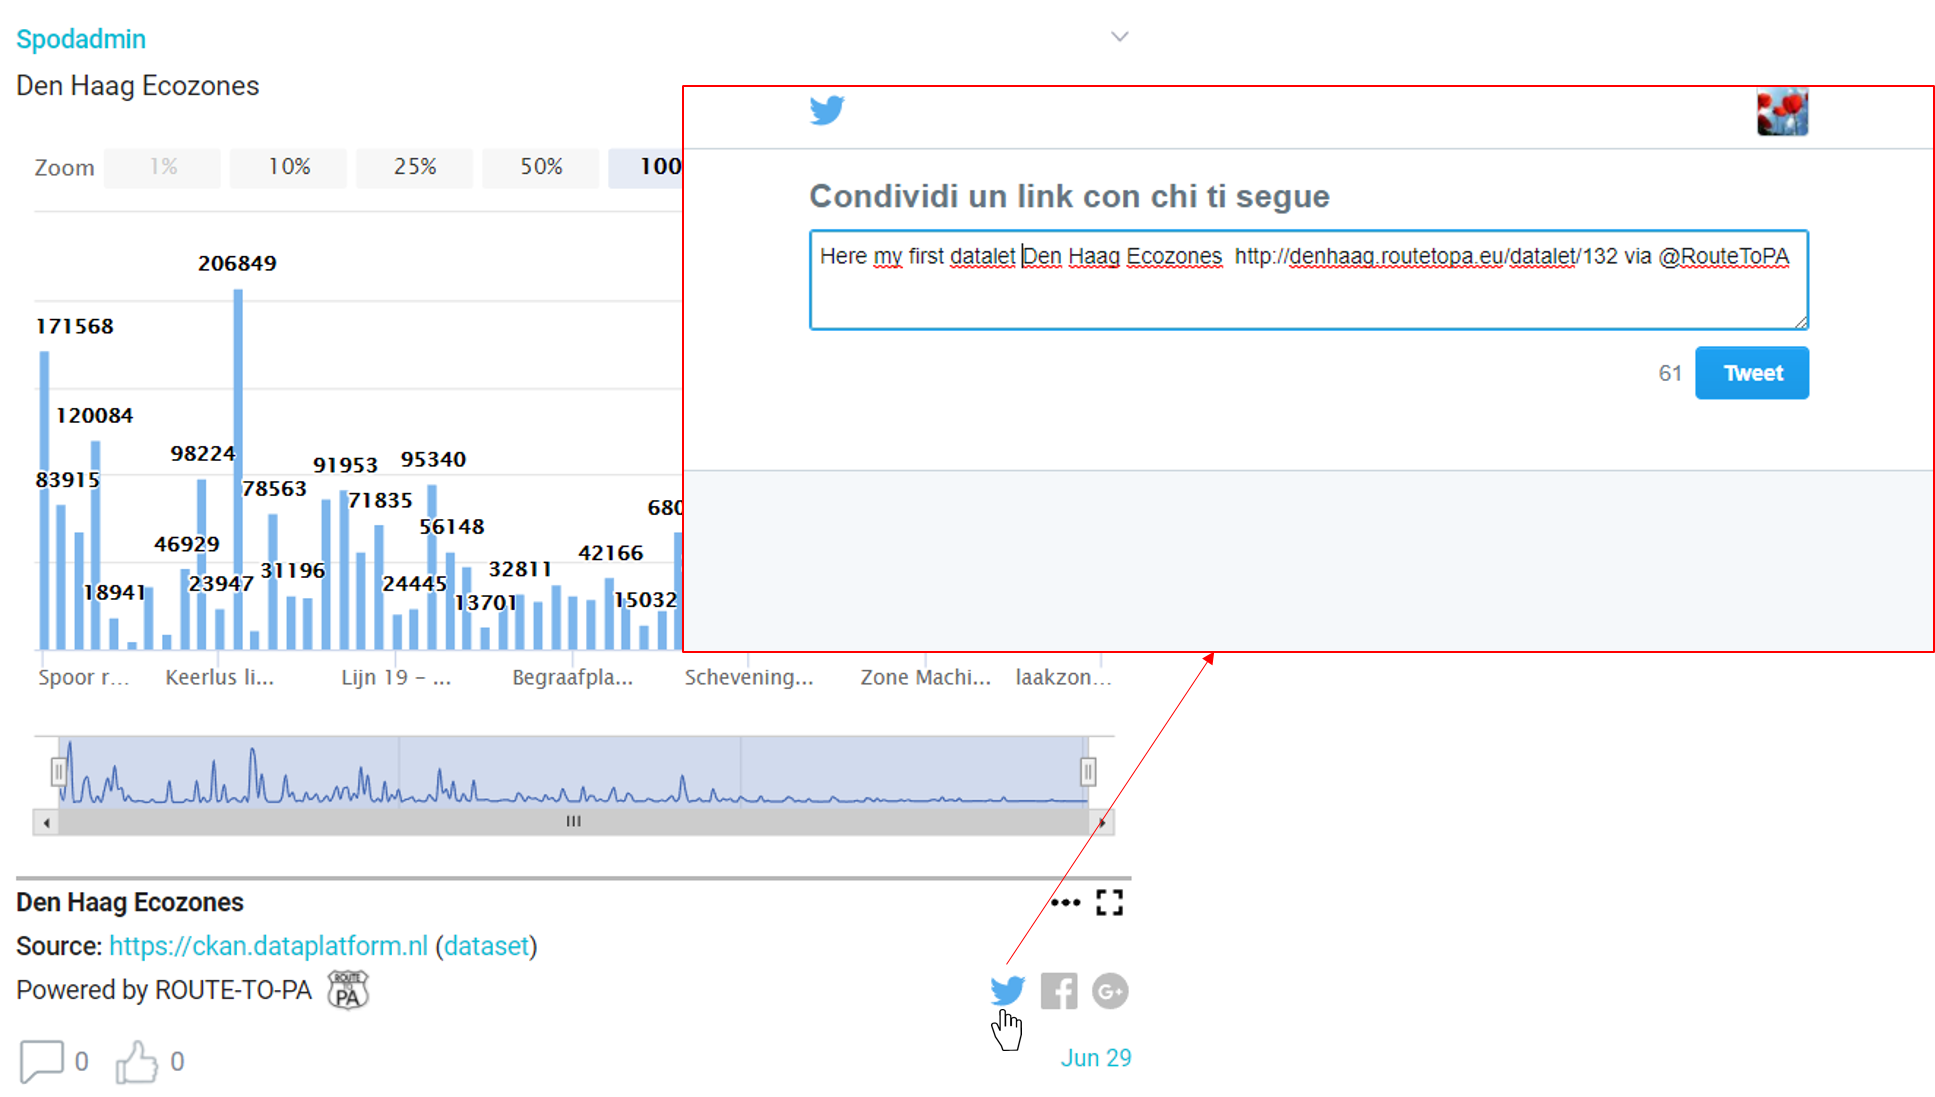 Spodadmin
Den Haag Ecozones
Zoom 1% 10% 25% 50% 100
Condividi un link con chi ti segue
Here my first datalet Den Haag Ecozones http://denhaag.routetopa.eu/datalet/132 via @RouteToPA
61 Tweet
206849
171568
120084
98224
91953
95340
83915
78563
71835
680
56148
46929
42166
31196
32811
23947
24445
18941
13701
15032
Spoor r... Keerlus li... Lijn 19 - ... Begraafpla... Schevening... Zone Machi... laakzon...
Den Haag Ecozones
Source: https://ckan.dataplatform.nl (dataset)
Powered by ROUTE-TO-PA ROUTE TO PA
G+
0 0 Jun 29